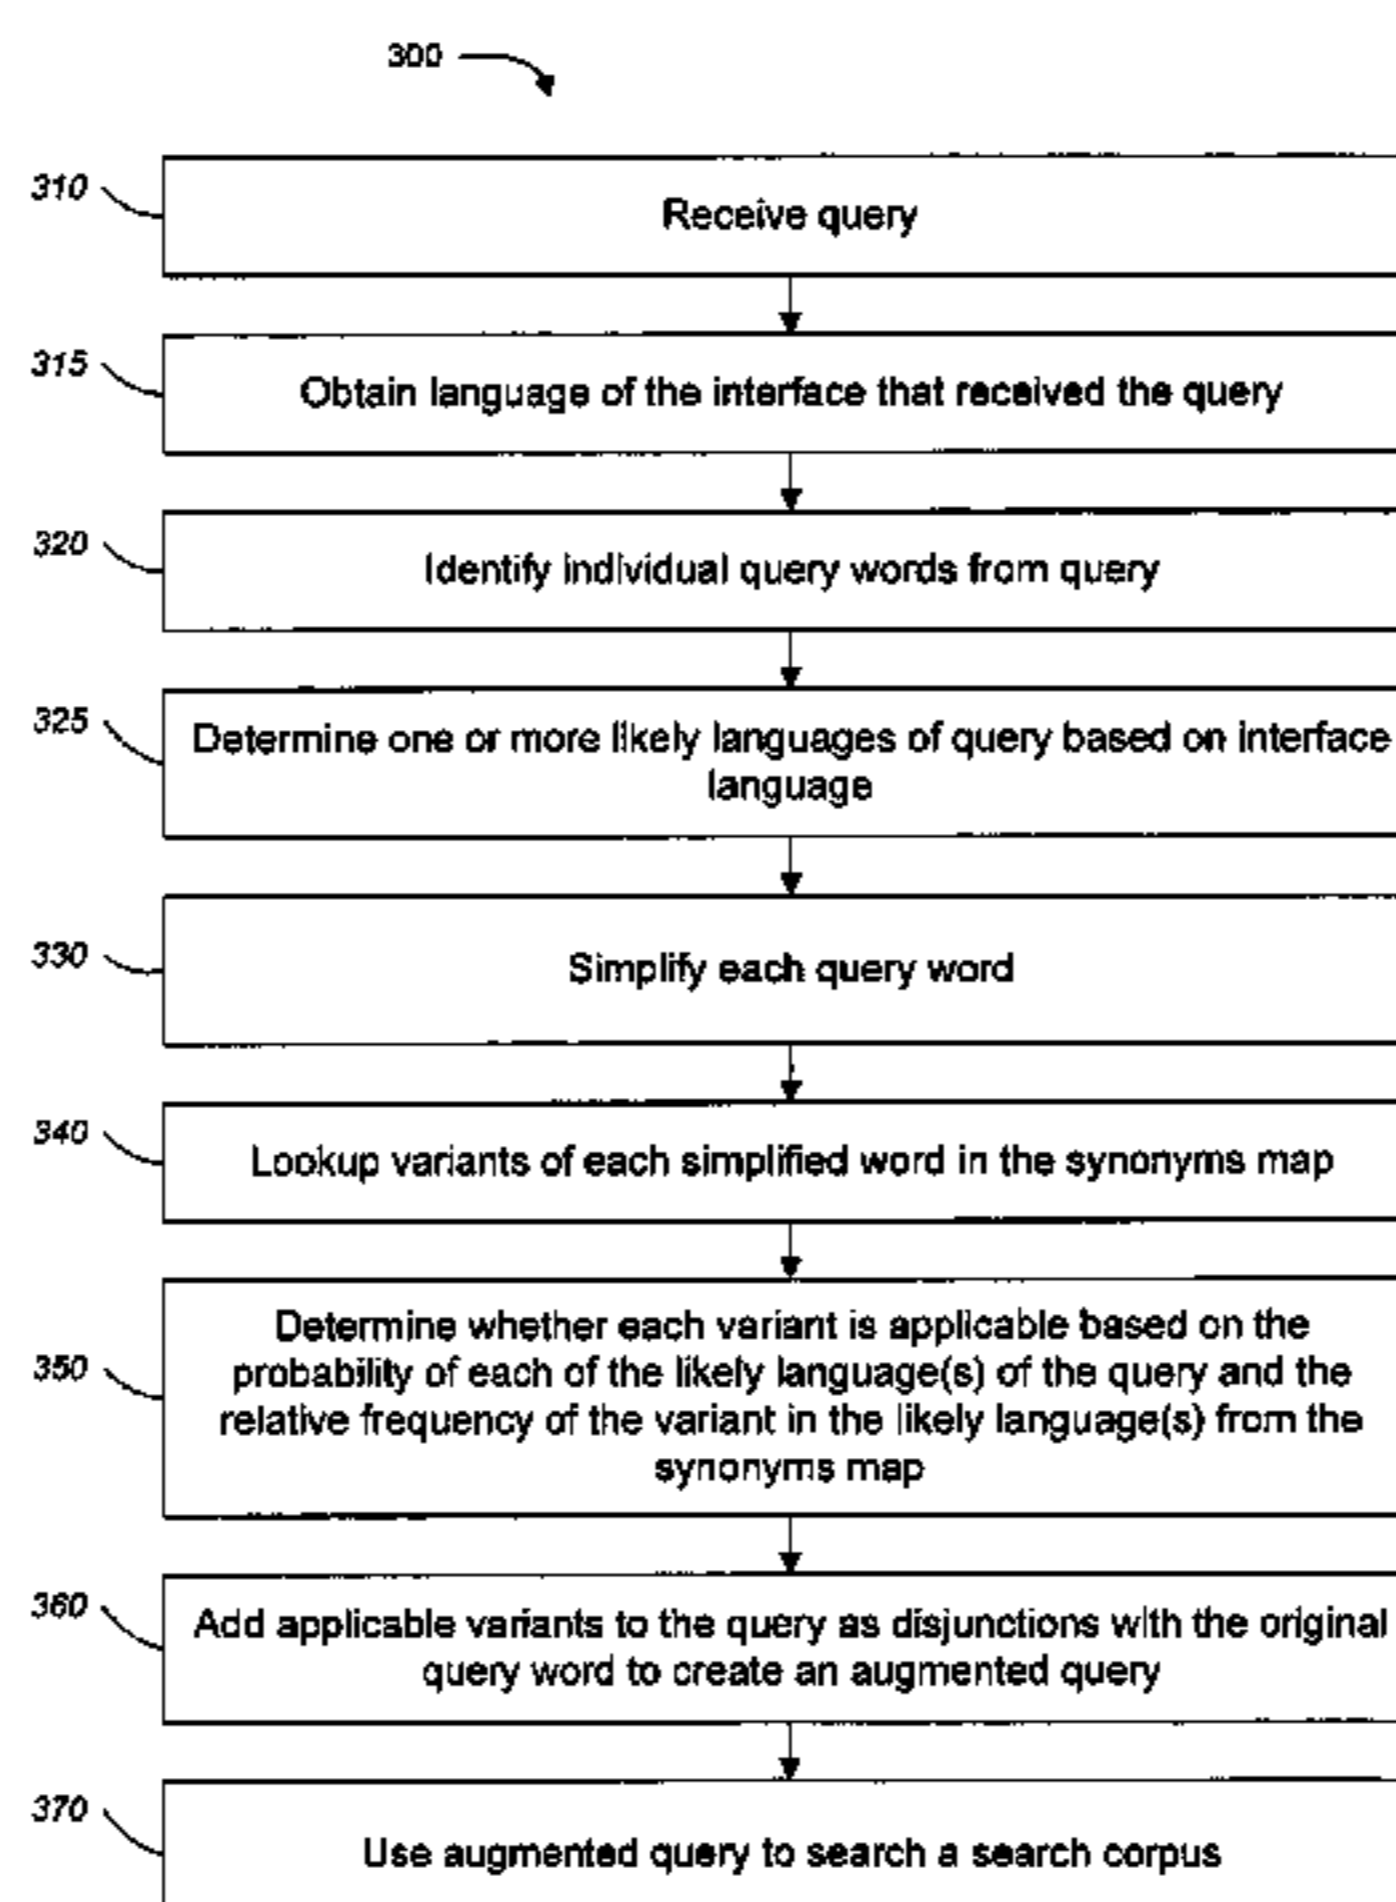 300
310
Receive query
315
Obtain language of the interface that received the query
320
Identify individual query words from query
325
Determine one or more likely languages of query based on interface
language
330
Simplify each query word
340
Lookup variants of each simplified word in the synonyms map
350
Determine whether each variant is applicable based on the
probability of each of the likely language(s) of the query and the
relative frequency of the variant in the likely language(s) from the
synonyms map
360
Add applicable variants to the query as disjunctions with the original
query word to create an augmented query
370
Use augmented query to search a search corpus